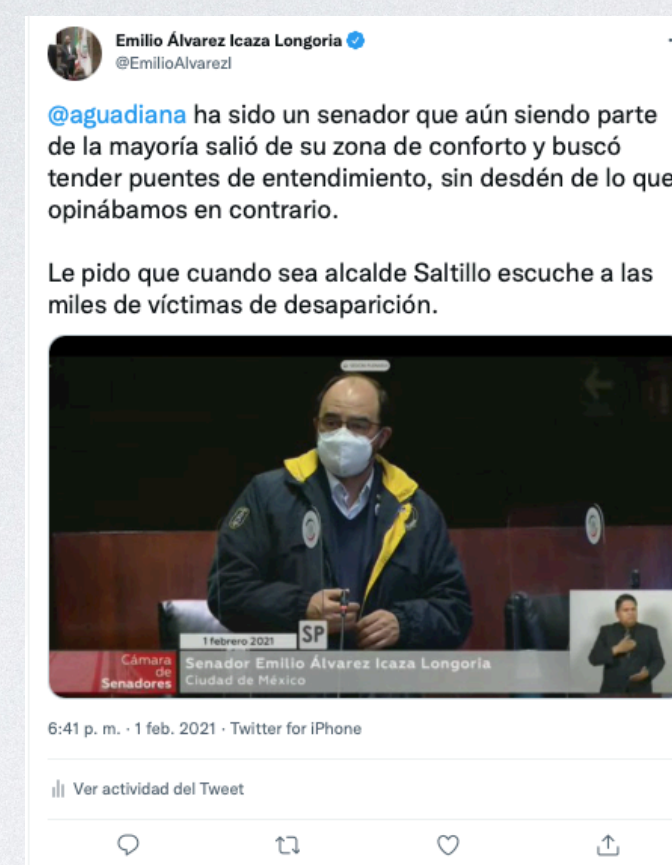 Emilio Álvarez Icaza Longoria
@EmilioAlvarezI
@aguadiana ha sido un senador que aún siendo parte
de la mayoría salió de su zona de conforto y buscó
tender puentes de entendimiento, sin desdén de lo que
opinábamos en contrario.
Le pido que cuando sea alcalde Saltillo escuche a las
miles de víctimas de desaparición.
1 febrero 2021
SP
Cámara
de
Senadores
Senador Emilio Álvarez Icaza Longoria
Ciudad de México
6:41 p. m. · 1 feb. 2021 · Twitter for iPhone
Ver actividad del Tweet